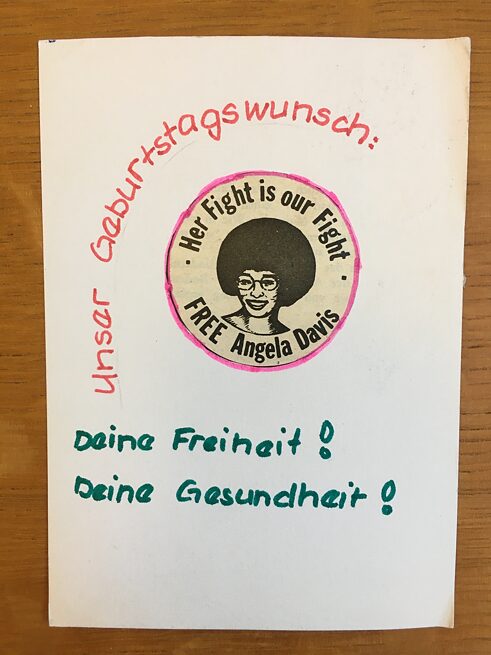 Unser Geburtstagswunsch:
· Her Fight is our Fight ·
FREE Angela Davis
Deine Freiheit!
Deine Gesundheit!